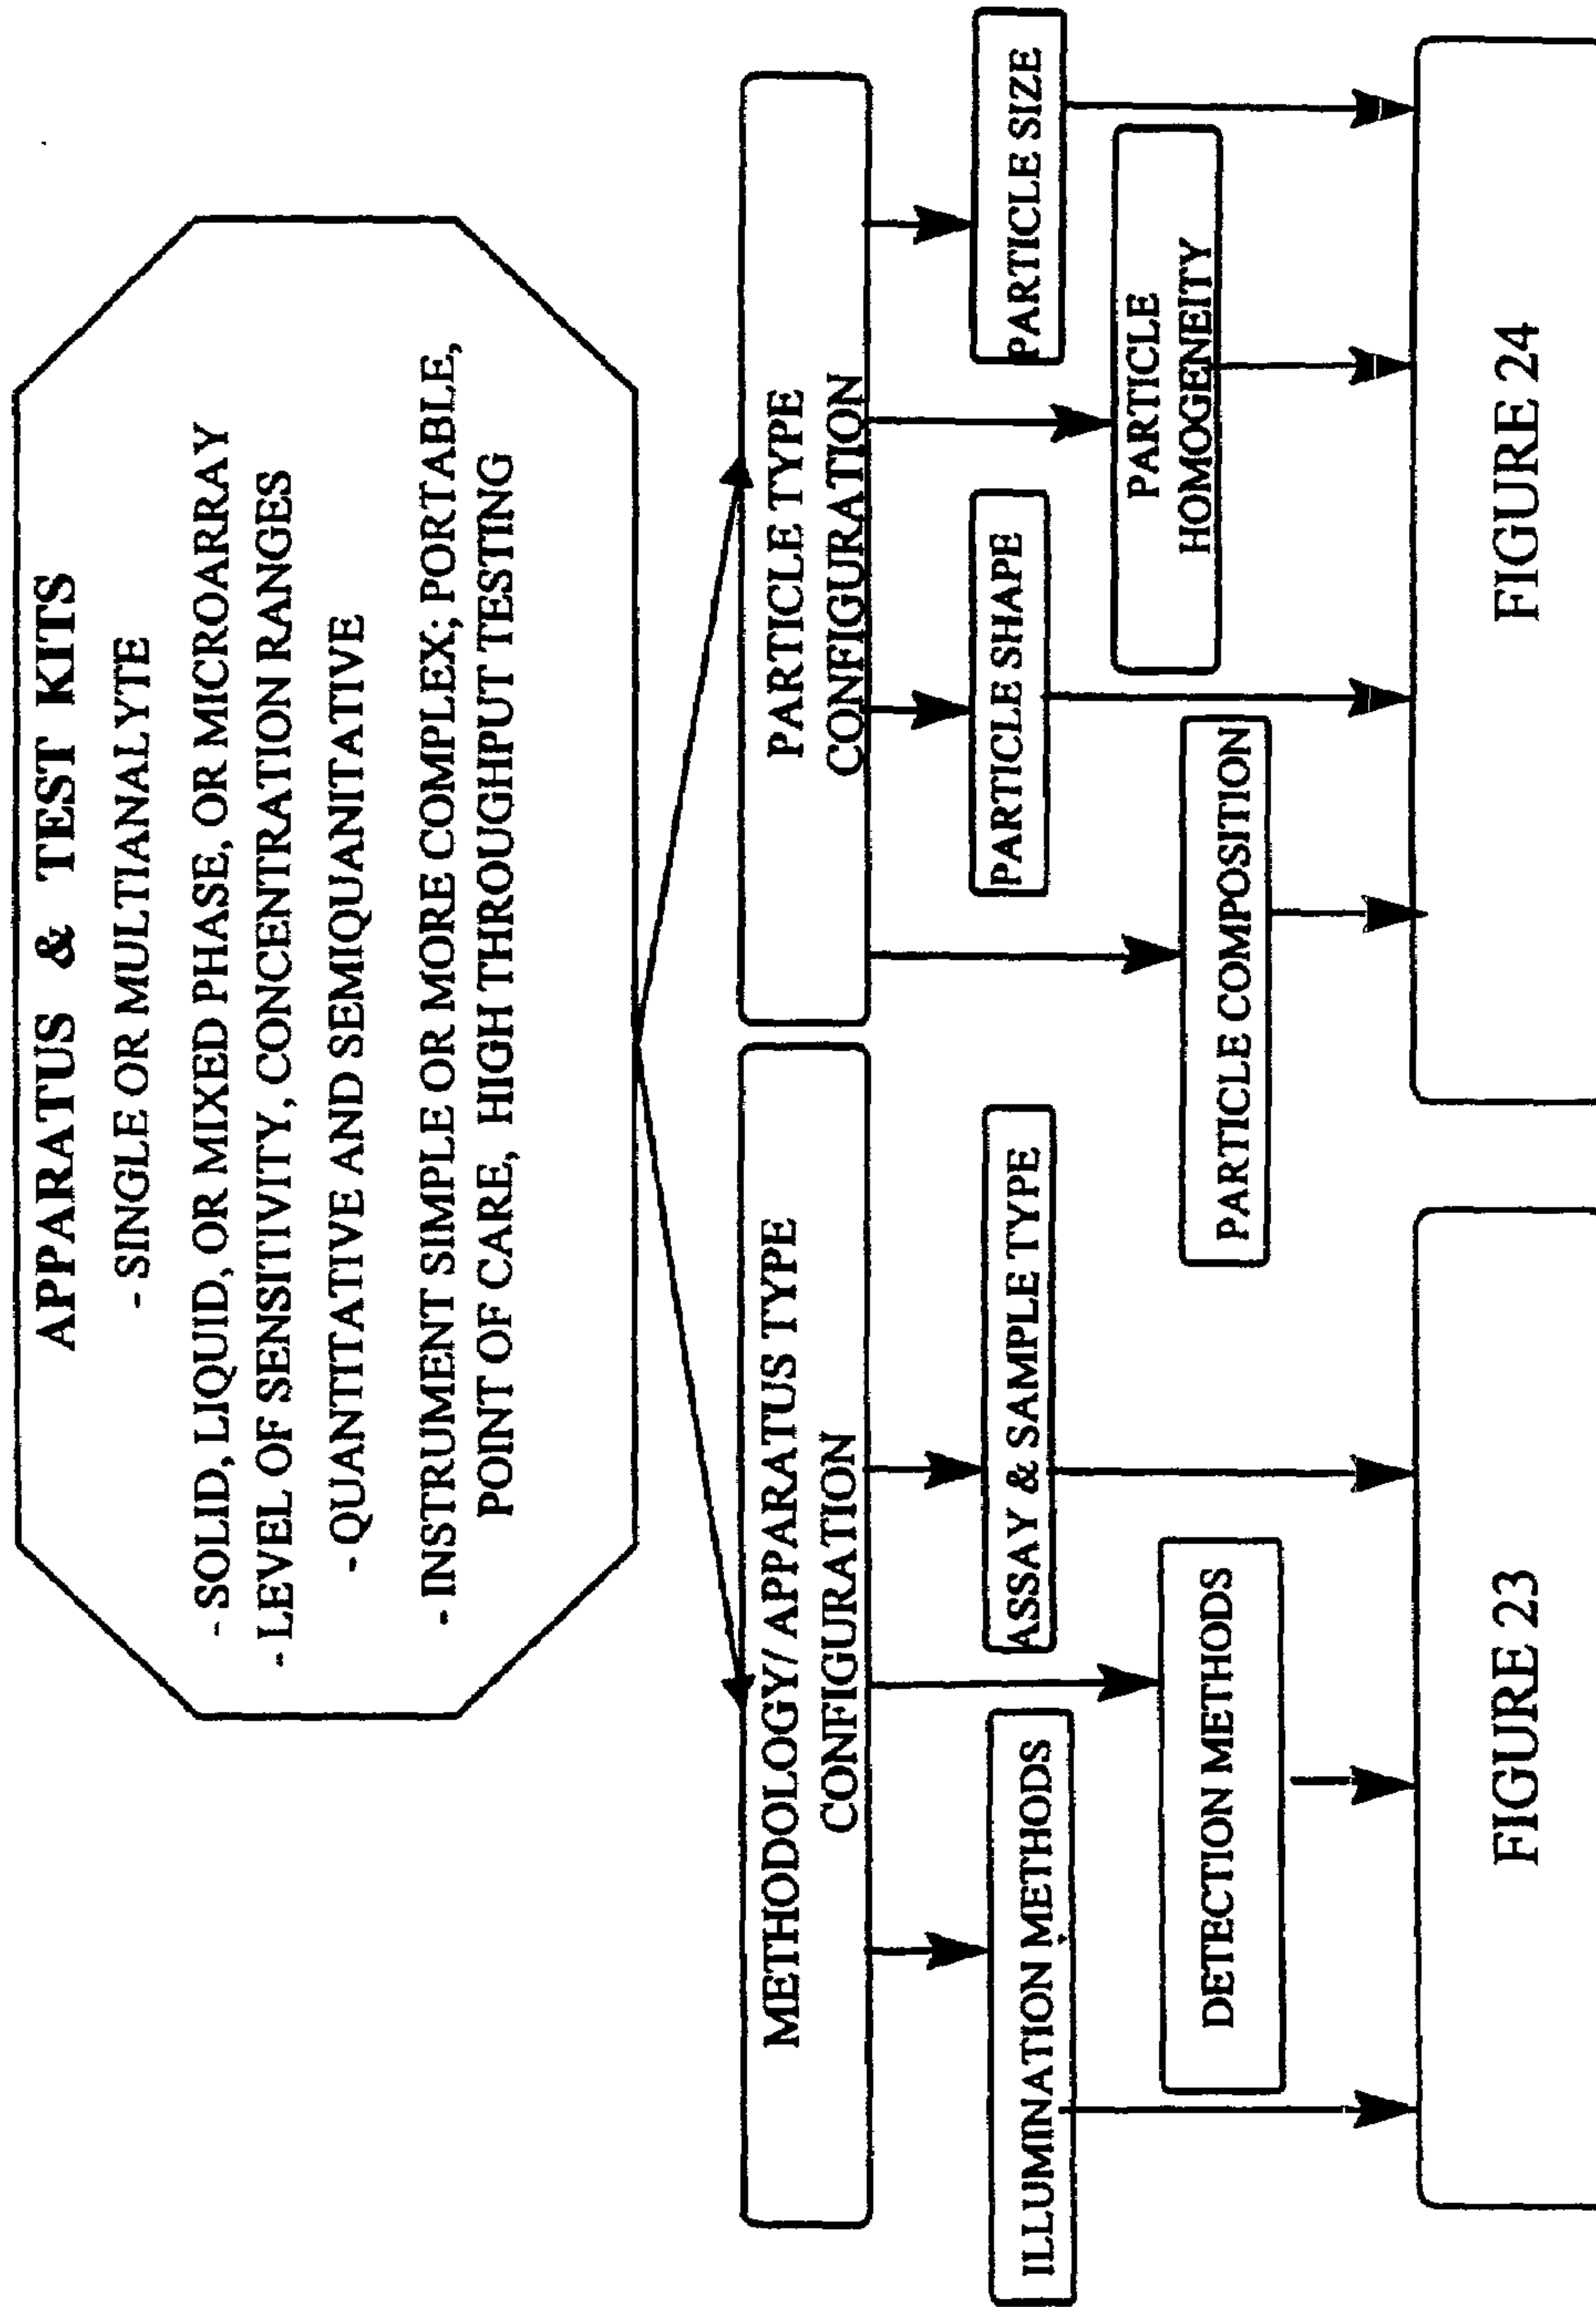 APPARATUS & TEST KITS
- SINGLE OR MULTIANALYTE
- SOLID, LIQUID, OR MIXED PHASE, OR MICROARRAY
- LEVEL OF SENSITIVITY, CONCENTRATION RANGES
- QUANTITATIVE AND SEMIQUANITATIVE
- INSTRUMENT SIMPLE OR MORE COMPLEX; PORTABLE,
POINT OF CARE, HIGH THROUGHPUT TESTING
METHODOLOGY/APPARATUS TYPE
CONFIGURATION
PARTICLE TYPE
CONFIGURATION
ILLUMINATION METHODS
ASSAY & SAMPLE TYPE
DETECTION METHODS
PARTICLE SHAPE
PARTICLE SIZE
PARTICLE COMPOSITION
PARTICLE
HOMOGENEITY
FIGURE 23
FIGURE 24